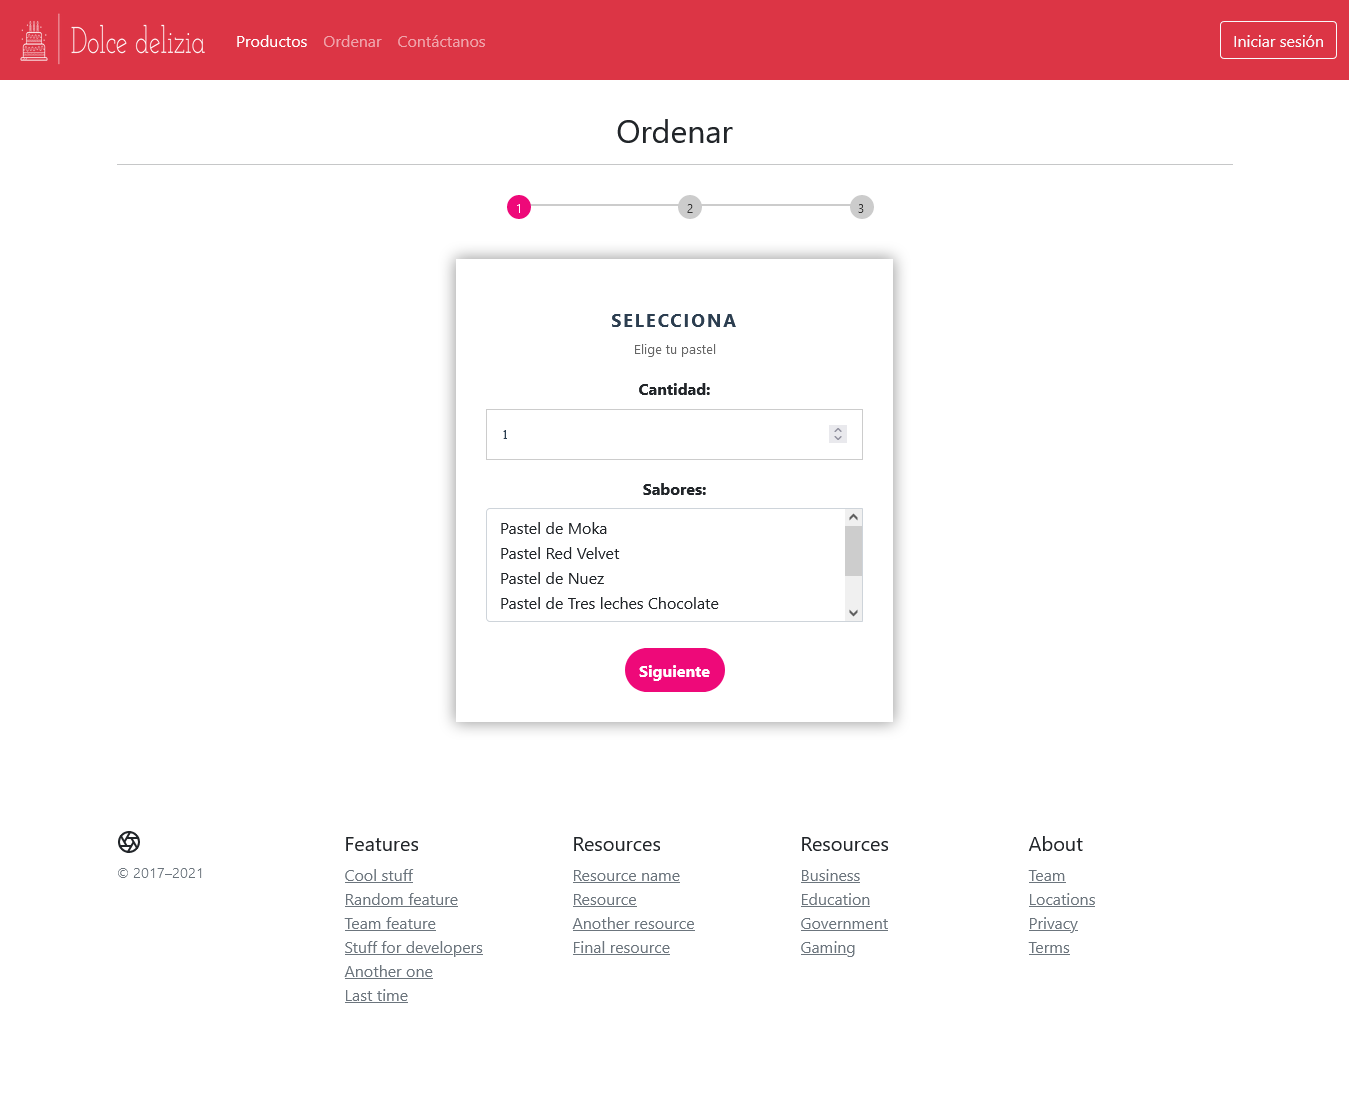 Dolce delizia
Productos Ordenar Contáctanos
Iniciar sesión
Ordenar
1 2 3
SELECCIONA
Elige tu pastel
Cantidad:
1
Sabores:
Pastel de Moka
Pastel Red Velvet
Pastel de Nuez
Pastel de Tres leches Chocolate
Siguiente
© 2017–2021
Features
Cool stuff
Random feature
Team feature
Stuff for developers
Another one
Last time
Resources
Resource name
Resource
Another resource
Final resource
Resources
Business
Education
Government
Gaming
About
Team
Locations
Privacy
Terms